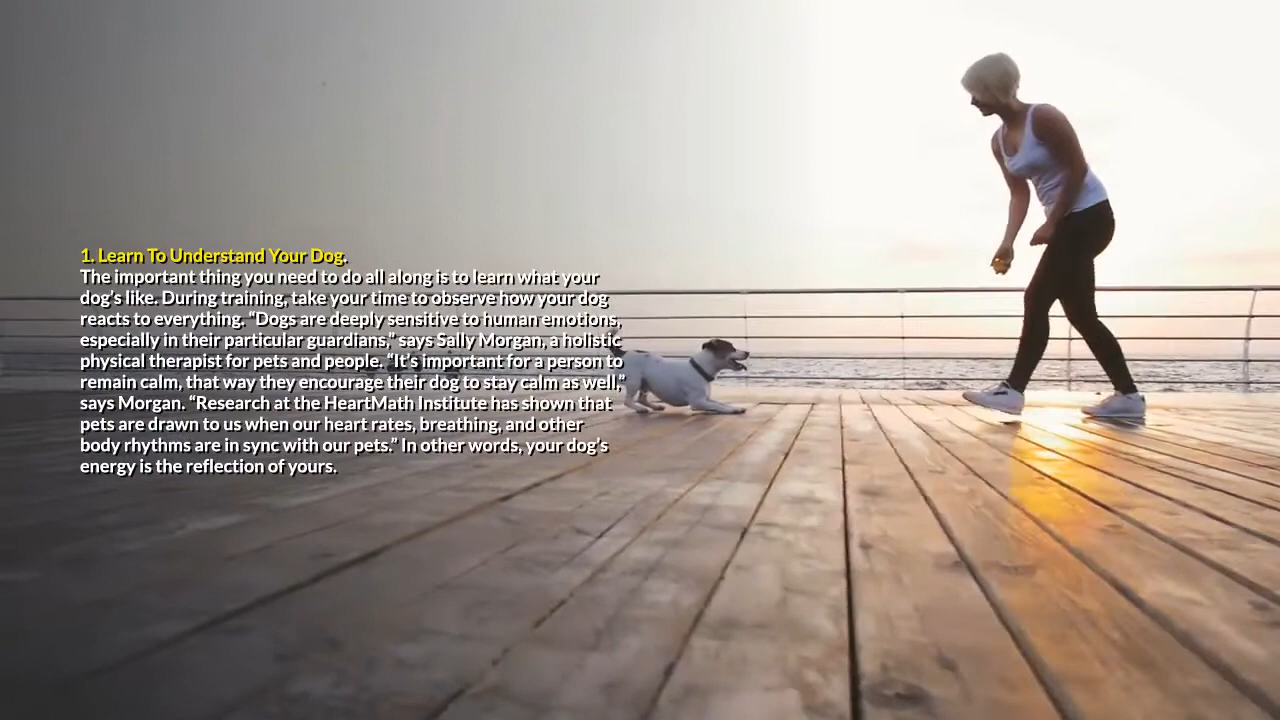 1. Learn To Understand Your Dog.
The important thing you need to do all along is to learn what your
dog's like. During training, take your time to observe how your dog
reacts to everything. “Dogs are deeply sensitive to human emotions,
especially in their particular guardians,” says Sally Morgan, a holistic
physical therapist for pets and people. “It's important for a person to
remain calm, that way they encourage their dog to stay calm as well,”
says Morgan. “Research at the HeartMath Institute has shown that
pets are drawn to us when our heart rates, breathing, and other
body rhythms are in sync with our pets.” In other words, your dog's
energy is the reflection of yours.